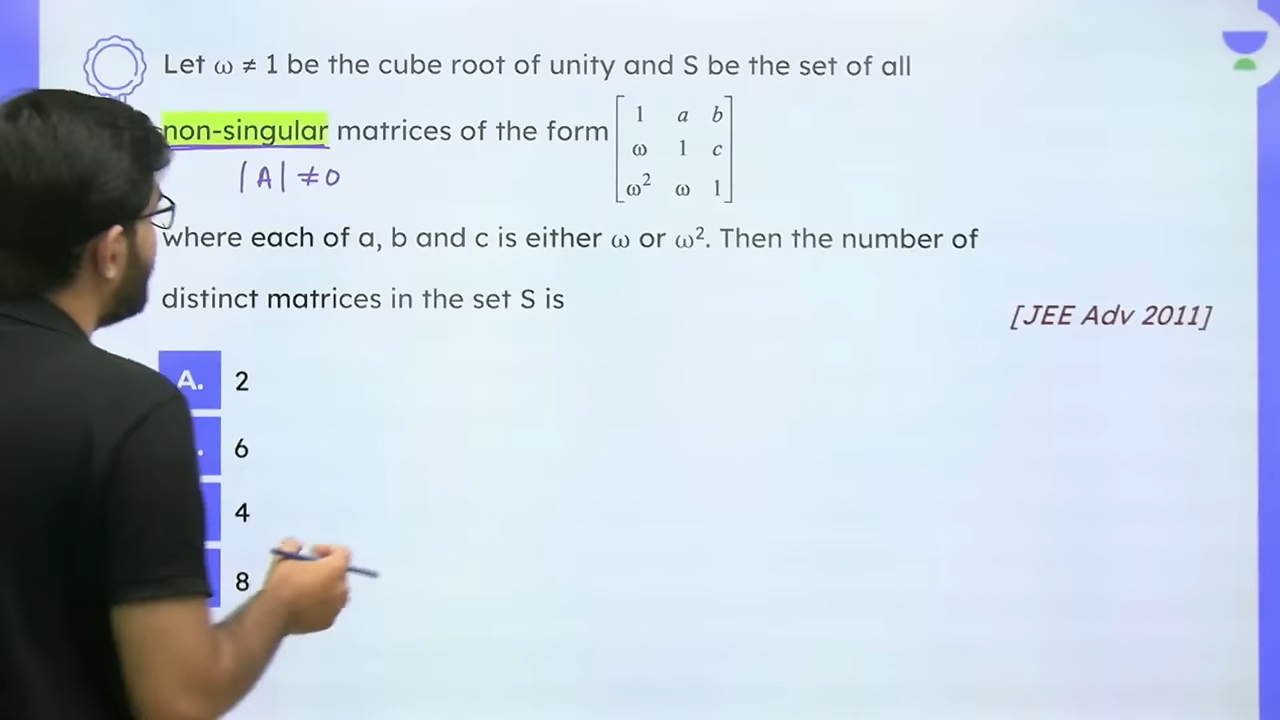 Let ω ≠ 1 be the cube root of unity and S be the set of all
non-singular matrices of the form [1 a b
ω 1 c
ω² ω 1]
|A| ≠ 0
where each of a, b and c is either ω or ω². Then the number of
distinct matrices in the set S is
[JEE Adv 2011]
A. 2
. 6
4
8